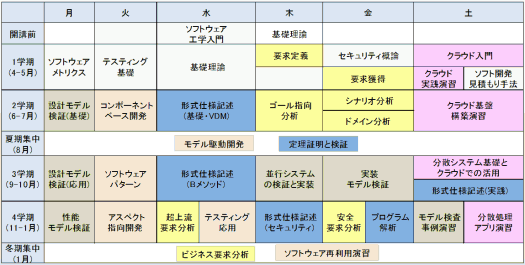 月 火 水 木 金 土
開講前 ソフトウェア工学入門 基礎理論
1学期
(4-5月)
ソフトウェア
メトリクス
テスティング
基礎
基礎理論
要求定義
セキュリティ概論
要求獲得
クラウド入門
クラウド
実践演習
ソフト開発
見積もり手法
2学期
(6-7月)
設計モデル
検証(基礎)
コンポーネント
ベース開発
形式仕様記述
(基礎・VDM)
ゴール指向
分析
シナリオ分析
ドメイン分析
クラウド基盤
構築演習
夏期集中
(8月)
モデル駆動開発
定理証明と検証
3学期
(9-10月)
設計モデル
検証(応用)
ソフトウェア
パターン
形式仕様記述
(Bメソッド)
並行システム
の検証と実装
実装
モデル検証
分散システム基礎と
クラウドでの活用
形式仕様記述(実践)
4学期
(11-1月)
性能
モデル検証
アスペクト
指向開発
超上流
要求分析
テスティング
応用
形式仕様記述
(セキュリティ)
安全
要求分析
プログラム
解析
モデル検査
事例演習
分散処理
アプリ演習
冬期集中
(1月)
ビジネス要求分析
ソフトウェア再利用演習